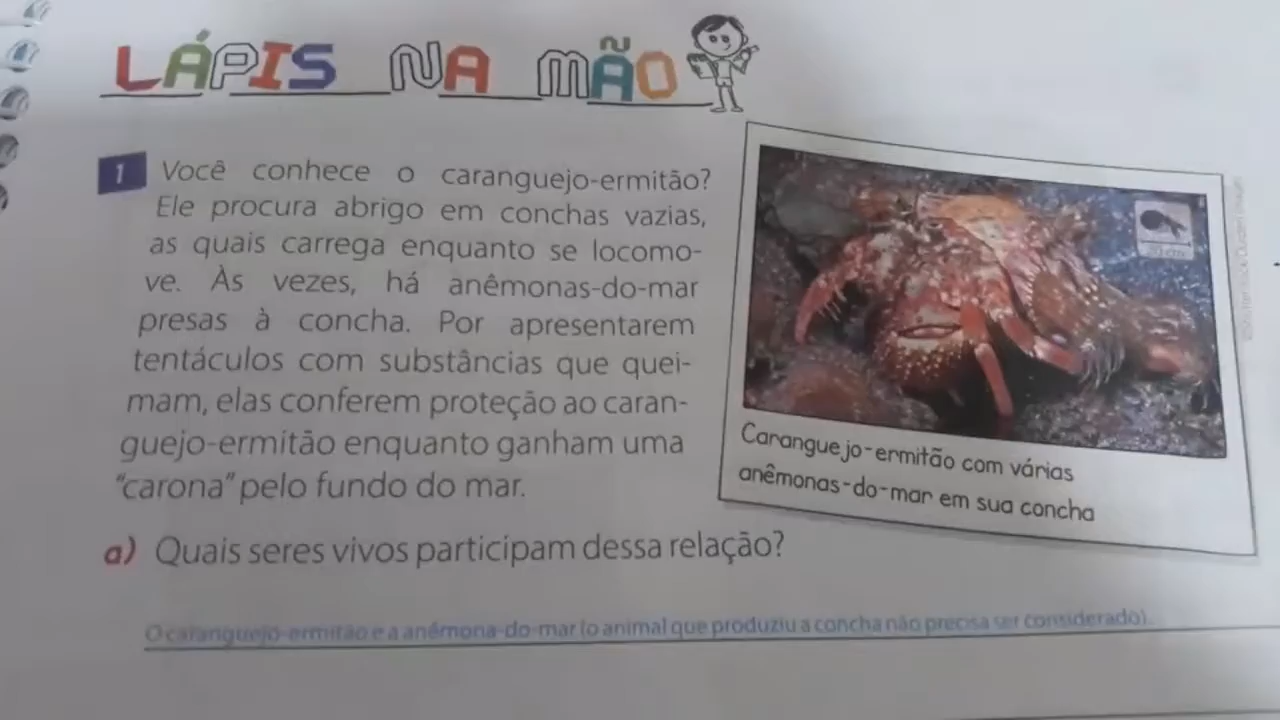 LÁPIS NA MÃO
1 Você conhece o caranguejo-ermitão?
Ele procura abrigo em conchas vazias,
as quais carrega enquanto se locomo-
ve. Às vezes, há anêmonas-do-mar
presas à concha. Por apresentarem
tentáculos com substâncias que quei-
mam, elas conferem proteção ao caran-
guejo-ermitão enquanto ganham uma
"carona" pelo fundo do mar.
Caranguejo-ermitão com várias
anêmonas-do-mar em sua concha
a) Quais seres vivos participam dessa relação?
O caranguejo-ermitão e a anêmona-do-mar (o animal que produziu a concha não precisa ser considerado).